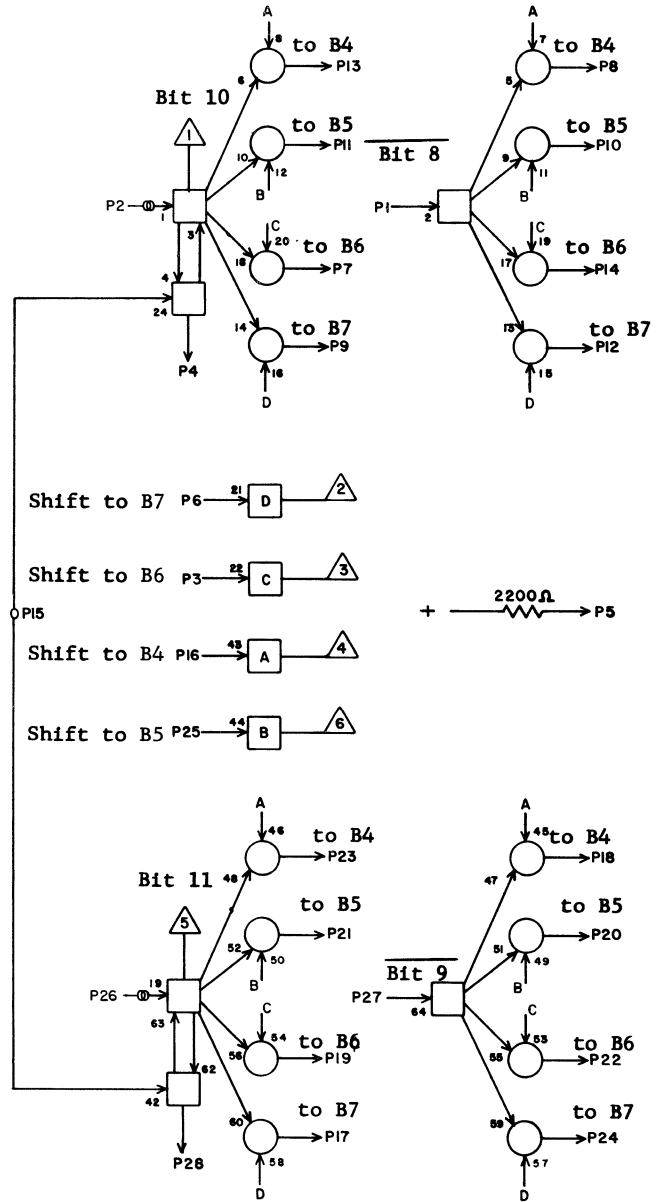 A A
8 to B4 7 to B4
P13 P8
6 5
Bit 10
1 to B5 to B5
10 P11 Bit 8 9 P10
12 11
B B
P2 1 3 P1 2
C C
20 to B6 19 to B6
4 18 P7 17 P14
24 14 to B7 13 to B7
P9 P12
P4 16 15
D D
Shift to B7 P6 21 D 2
Shift to B6 P3 22 C 3
2200Ω
P15 + P5
Shift to B4 P16 43 A 4
Shift to B5 P25 44 B 6
A A
46 to B4 45 to B4
P23 P18
48 47
Bit 11
5 to B5 to B5
52 P21 51 P20
50 49
Bit 9
B B
P26 19 P27 64
63 C C
54 to B6 53 to B6
62 56 P19 55 P22
42 60 to B7 59 to B7
P17 P24
P28 58 57
D D